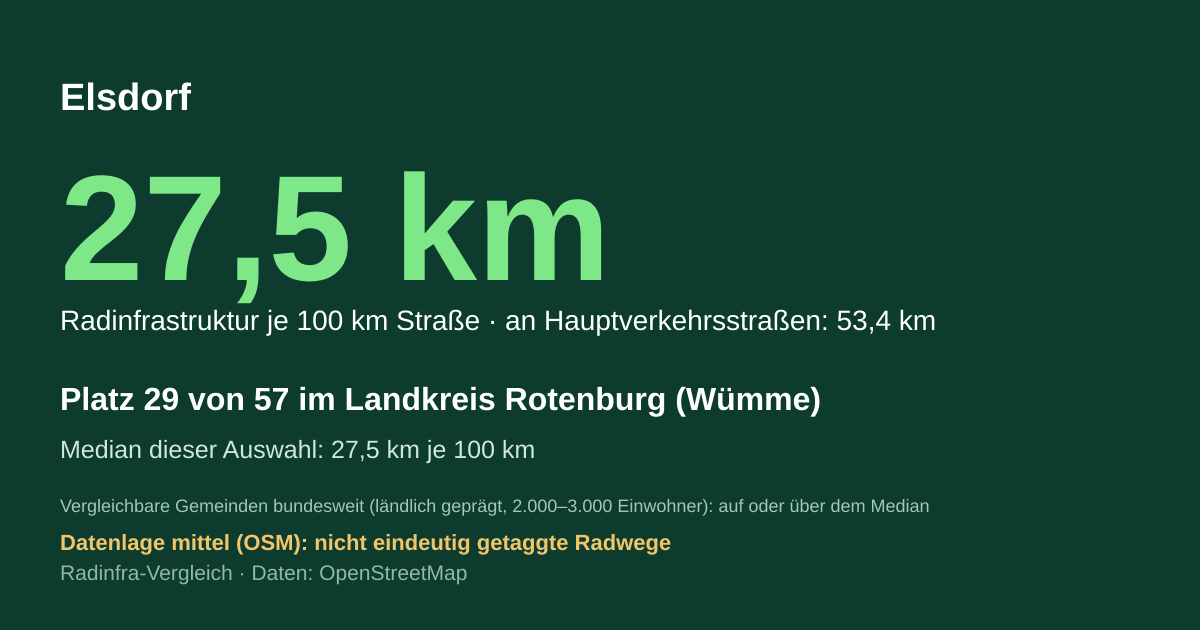 Elsdorf
27,5 km
Radinfrastruktur je 100 km Straße · an Hauptverkehrsstraßen: 53,4 km
Platz 29 von 57 im Landkreis Rotenburg (Wümme)
Median dieser Auswahl: 27,5 km je 100 km
Vergleichbare Gemeinden bundesweit (ländlich geprägt, 2.000–3.000 Einwohner): auf oder über dem Median
Datenlage mittel (OSM): nicht eindeutig getaggte Radwege
Radinfra-Vergleich · Daten: OpenStreetMap